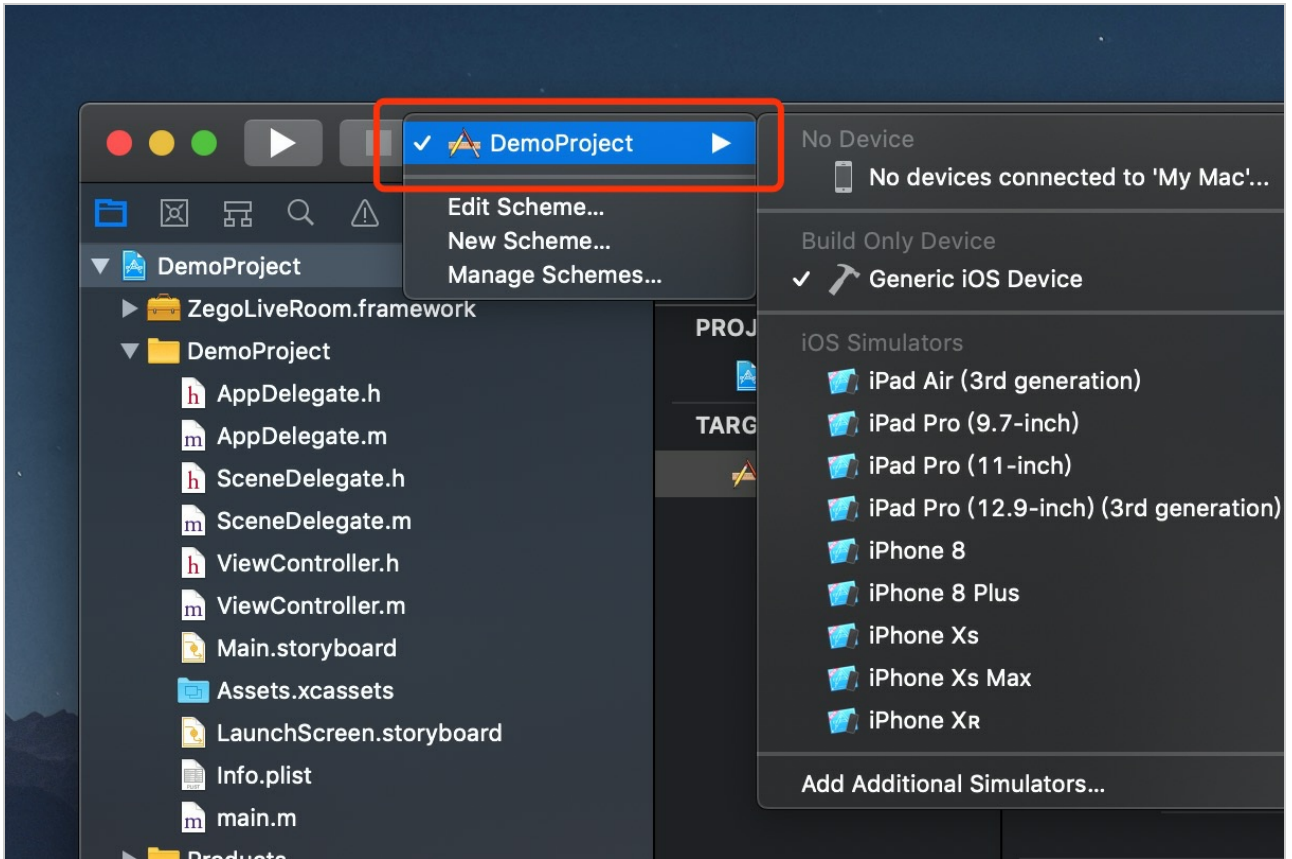 DemoProject
Edit Scheme...
New Scheme...
Manage Schemes...
No Device
No devices connected to 'My Mac'...
Build Only Device
Generic iOS Device
iOS Simulators
iPad Air (3rd generation)
iPad Pro (9.7-inch)
iPad Pro (11-inch)
iPad Pro (12.9-inch) (3rd generation)
iPhone 8
iPhone 8 Plus
iPhone Xs
iPhone Xs Max
iPhone Xʀ
Add Additional Simulators...
DemoProject
ZegoLiveRoom.framework
DemoProject
h AppDelegate.h
m AppDelegate.m
h SceneDelegate.h
m SceneDelegate.m
h ViewController.h
m ViewController.m
Main.storyboard
Assets.xcassets
LaunchScreen.storyboard
Info.plist
m main.m
Products
PROJ
TARG